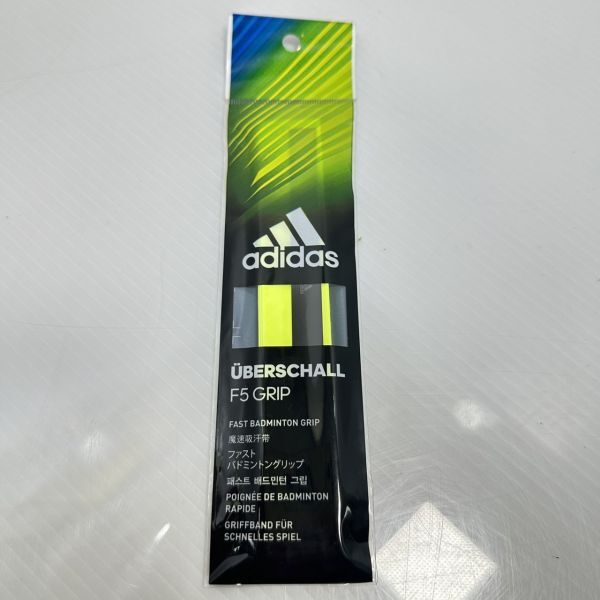 adidas
ÜBERSCHALL
F5 GRIP
FAST BADMINTON GRIP
魔速吸汗带
ファスト
バドミントングリップ
패스트 배드민턴 그립
POIGNÉE DE BADMINTON
RAPIDE
GRIFFBAND FÜR
SCHNELLES SPIEL